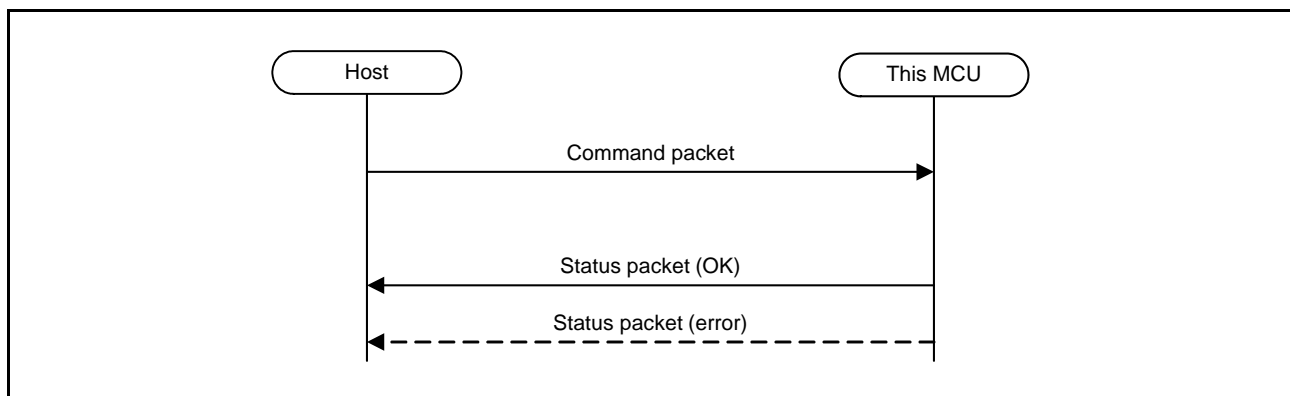 Host
This MCU
Command packet
Status packet (OK)
Status packet (error)